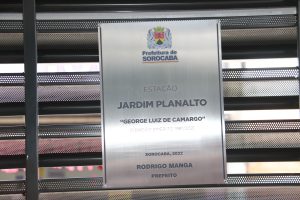 Prefeitura de
SOROCABA
ESTAÇÃO
JARDIM PLANALTO
"GEORGE LUIZ DE CAMARGO"
SOROCABA, 2022
RODRIGO MANGA
PREFEITO